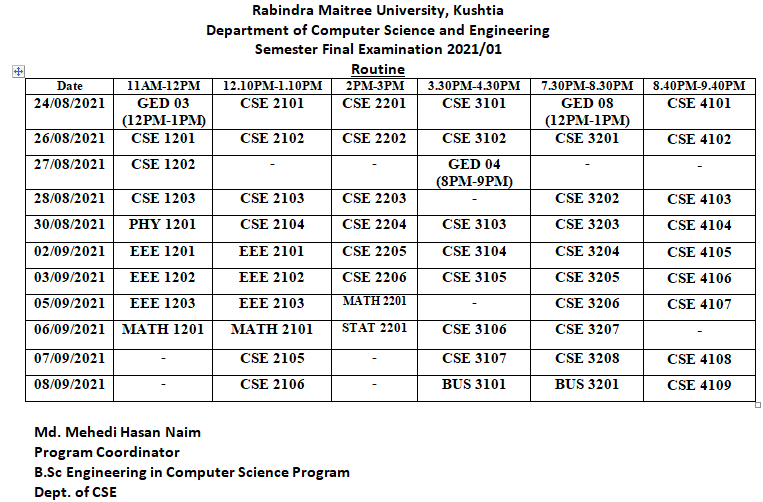 Rabindra Maitree University, Kushtia
Department of Computer Science and Engineering
Semester Final Examination 2021/01
Routine
Date 11AM-12PM 12.10PM-1.10PM 2PM-3PM 3.30PM-4.30PM 7.30PM-8.30PM 8.40PM-9.40PM
24/08/2021 GED 03 CSE 2101 CSE 2201 CSE 3101 GED 08 CSE 4101
(12PM-1PM) (12PM-1PM)
26/08/2021 CSE 1201 CSE 2102 CSE 2202 CSE 3102 CSE 3201 CSE 4102
27/08/2021 CSE 1202 - - GED 04 - -
(8PM-9PM)
28/08/2021 CSE 1203 CSE 2103 CSE 2203 - CSE 3202 CSE 4103
30/08/2021 PHY 1201 CSE 2104 CSE 2204 CSE 3103 CSE 3203 CSE 4104
02/09/2021 EEE 1201 EEE 2101 CSE 2205 CSE 3104 CSE 3204 CSE 4105
03/09/2021 EEE 1202 EEE 2102 CSE 2206 CSE 3105 CSE 3205 CSE 4106
05/09/2021 EEE 1203 EEE 2103 MATH 2201 - CSE 3206 CSE 4107
06/09/2021 MATH 1201 MATH 2101 STAT 2201 CSE 3106 CSE 3207 -
07/09/2021 - CSE 2105 - CSE 3107 CSE 3208 CSE 4108
08/09/2021 - CSE 2106 - BUS 3101 BUS 3201 CSE 4109
Md. Mehedi Hasan Naim
Program Coordinator
B.Sc Engineering in Computer Science Program
Dept. of CSE